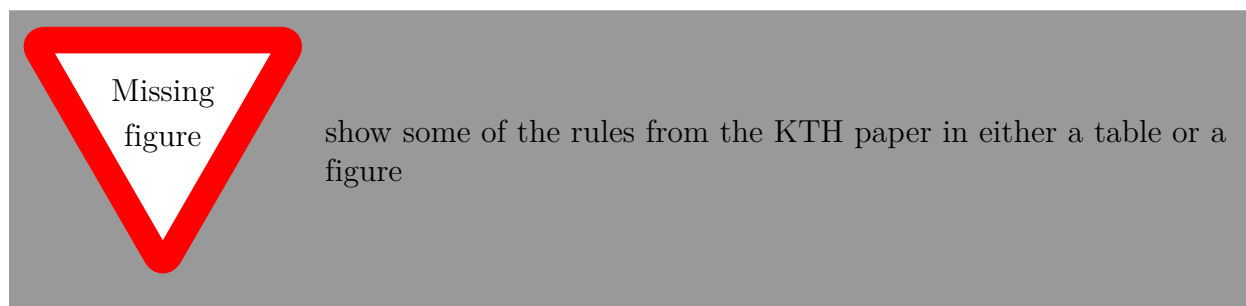 Missing
figure
show some of the rules from the KTH paper in either a table or a
figure